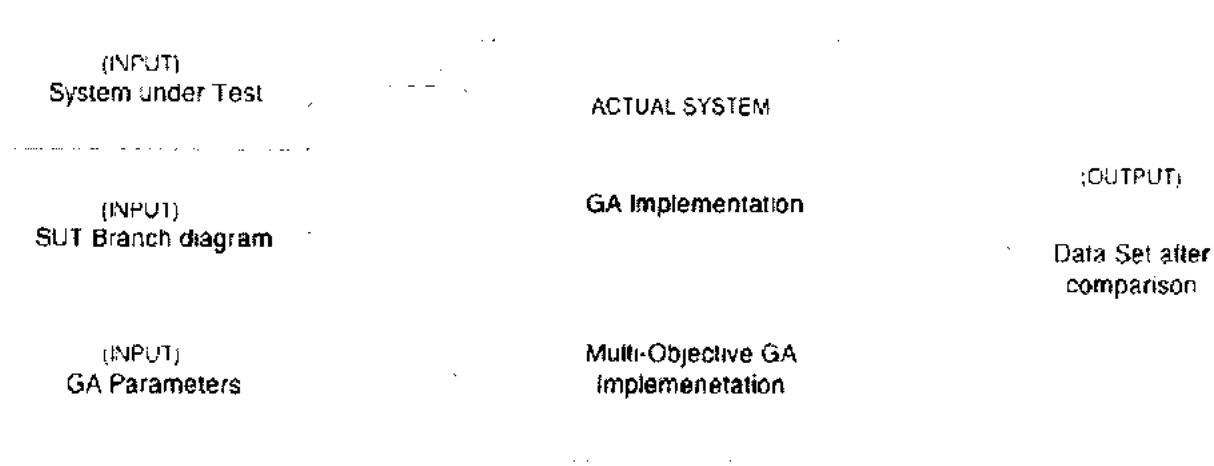 (INPUT)
System under Test
ACTUAL SYSTEM
(INPUT)
SUT Branch diagram
GA Implementation
(OUTPUT)
Data Set after
comparison
(INPUT)
GA Parameters
Multi-Objective GA
Implemenetation